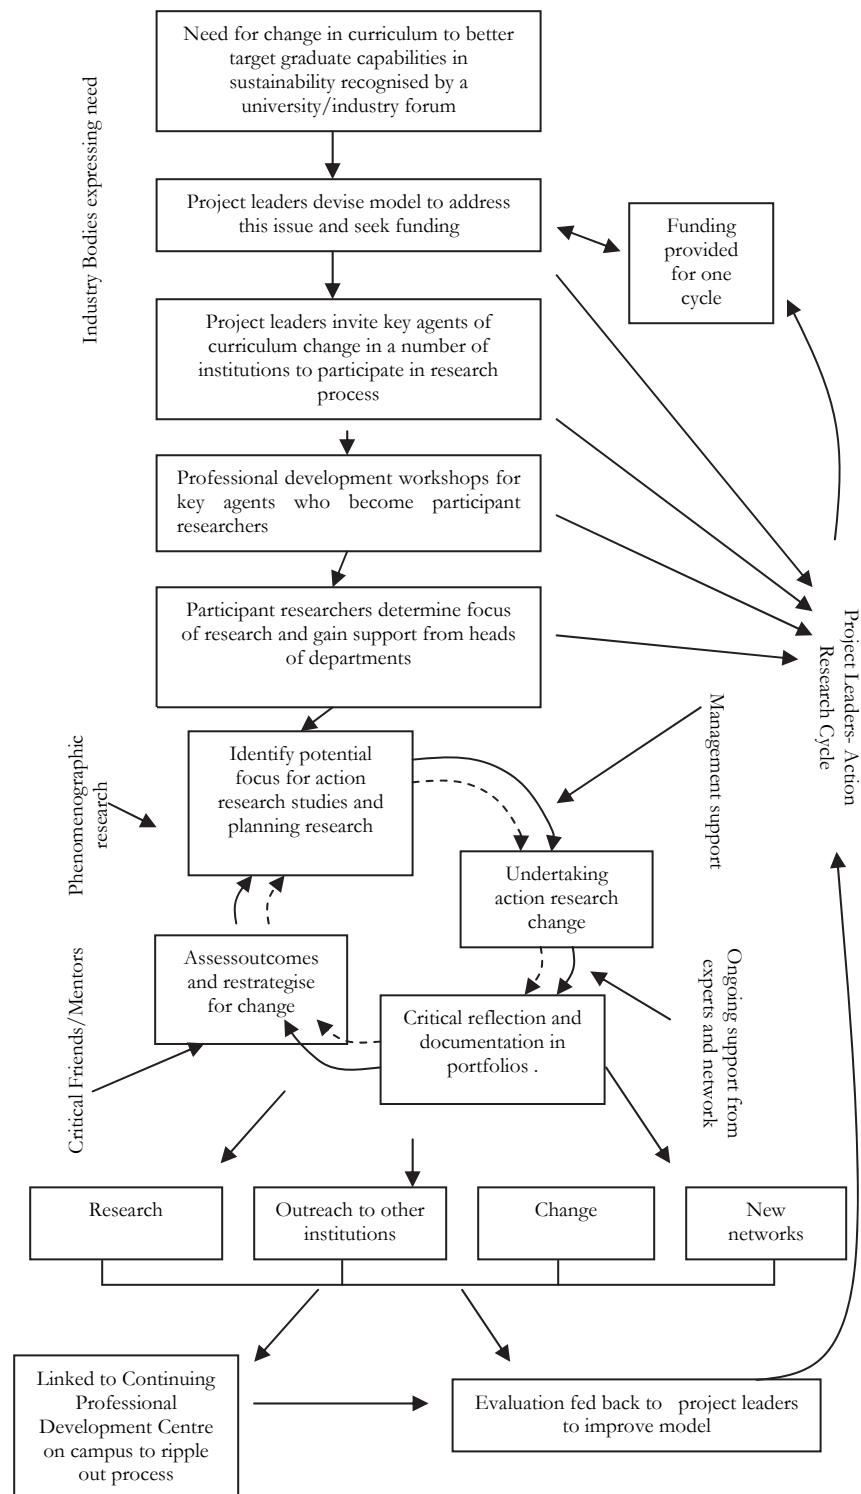 Need for change in curriculum to better
target graduate capabilities in
sustainability recognised by a
university/industry forum
Industry Bodies expressing need
Project leaders devise model to address
this issue and seek funding
Funding
provided
for one
cycle
Project leaders invite key agents of
curriculum change in a number of
institutions to participate in research
process
Professional development workshops for
key agents who become participant
researchers
Participant researchers determine focus
of research and gain support from heads
of departments
Project Leaders- Action
Research Cycle
Management support
Phenomenographic
research
Identify potential
focus for action
research studies and
planning research
Undertaking
action research
change
Assessoutcomes
and restrategise
for change
Critical reflection and
documentation in
portfolios .
Critical Friends/Mentors
Ongoing support from
experts and network
Research
Outreach to other
institutions
Change
New
networks
Linked to Continuing
Professional
Development Centre
on campus to ripple
out process
Evaluation fed back to project leaders
to improve model